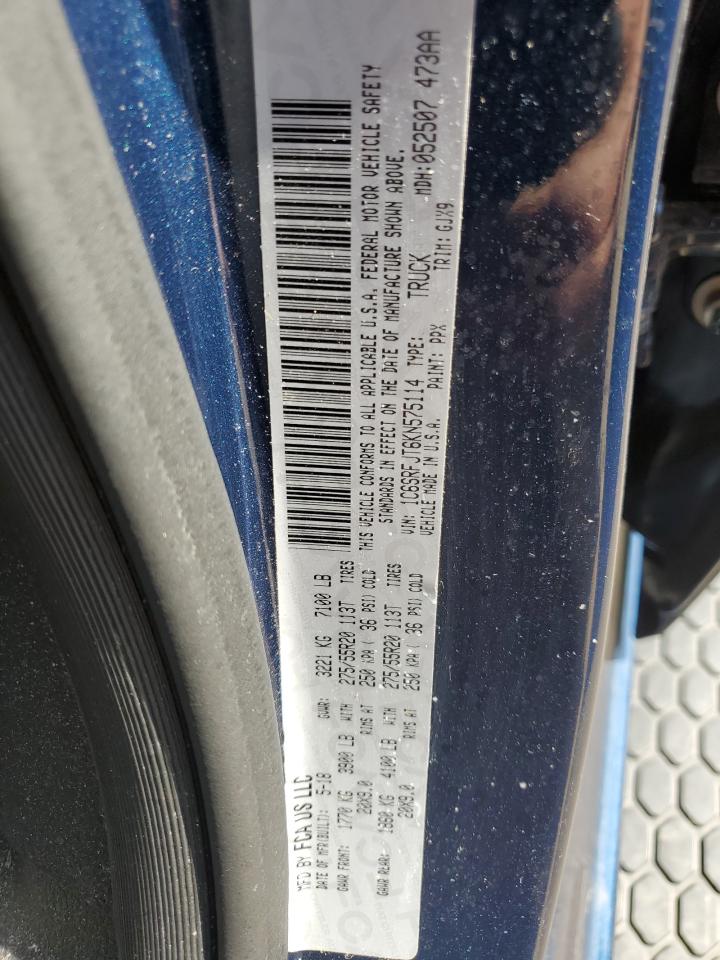 MFD BY FCA US LLC
DATE OF MFR(BUILT): 5-18 GVWR: 3221 KG 7100 LB
GAWR FRONT: 1770 KG 3900 LB WITH 275/55R20 113T TIRES
20X9.0 RIMS AT 250 KPA ( 36 PSI) COLD
GAWR REAR: 1860 KG 4100 LB WITH 275/55R20 113T TIRES
20X9.0 RIMS AT 250 KPA ( 36 PSI) COLD
THIS VEHICLE CONFORMS TO ALL APPLICABLE U.S.A. FEDERAL MOTOR VEHICLE SAFETY
STANDARDS IN EFFECT ON THE DATE OF MANUFACTURE SHOWN ABOVE.
VIN: 1C6SRFJT6KN575114 TYPE: TRUCK MDH:052507 473AA
VEHICLE MADE IN U.S.A. PAINT: PPX TRIM: GJX9